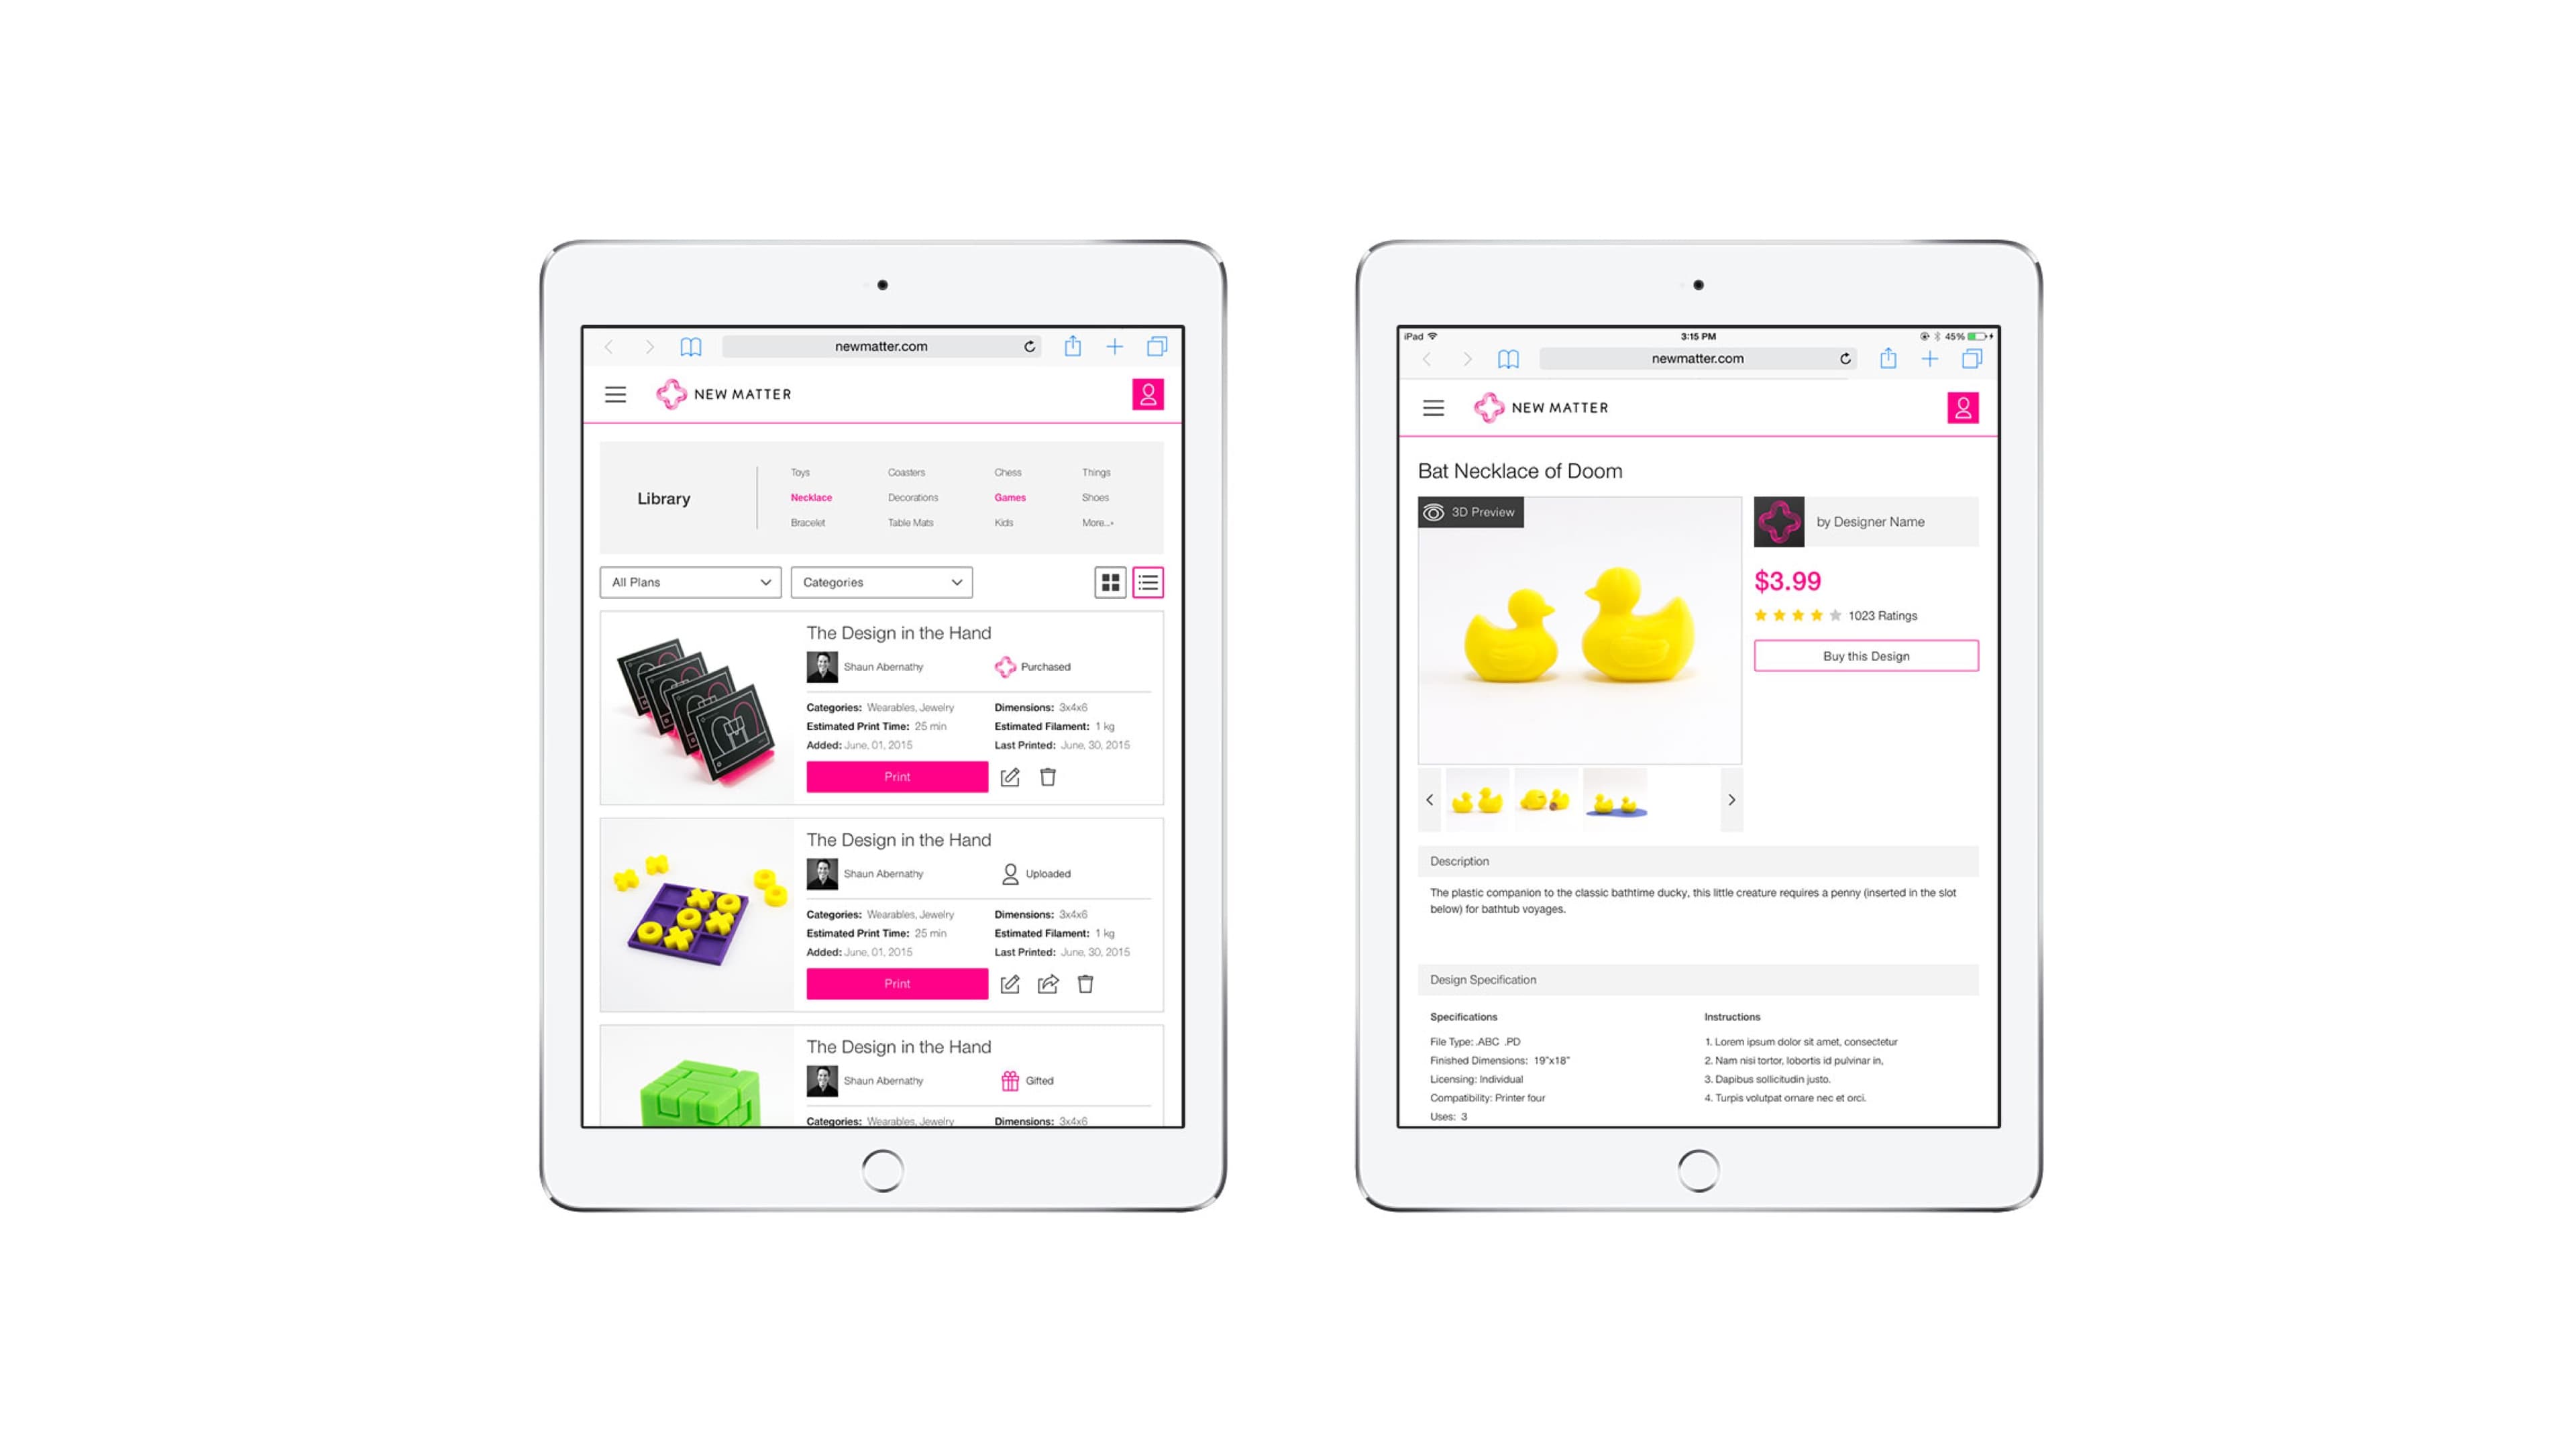 newmatter.com
NEW MATTER
Library
Toys Coasters Chess Things
Necklace Decorations Games Shoes
Bracelet Table Mats Kids More...+
All Plans Categories
The Design in the Hand
Shaun Abernathy Purchased
Categories: Wearables, Jewelry Dimensions: 3x4x6
Estimated Print Time: 25 min Estimated Filament: 1 kg
Added: June, 01, 2015 Last Printed: June, 30, 2015
Print
The Design in the Hand
Shaun Abernathy Uploaded
Categories: Wearables, Jewelry Dimensions: 3x4x6
Estimated Print Time: 25 min Estimated Filament: 1 kg
Added: June, 01, 2015 Last Printed: June, 30, 2015
Print
The Design in the Hand
Shaun Abernathy Gifted
Categories: Wearables, Jewelry Dimensions: 3x4x6
iPad 3:15 PM 45%
newmatter.com
NEW MATTER
Bat Necklace of Doom
3D Preview
by Designer Name
$3.99
1023 Ratings
Buy this Design
Description
The plastic companion to the classic bathtime ducky, this little creature requires a penny (inserted in the slot
below) for bathtub voyages.
Design Specification
Specifications
File Type: .ABC .PD
Finished Dimensions: 19"x18"
Licensing: Individual
Compatibility: Printer four
Uses: 3
Instructions
1. Lorem ipsum dolor sit amet, consectetur
2. Nam nisi tortor, lobortis id pulvinar in,
3. Dapibus sollicitudin justo.
4. Turpis volutpat ornare nec et orci.